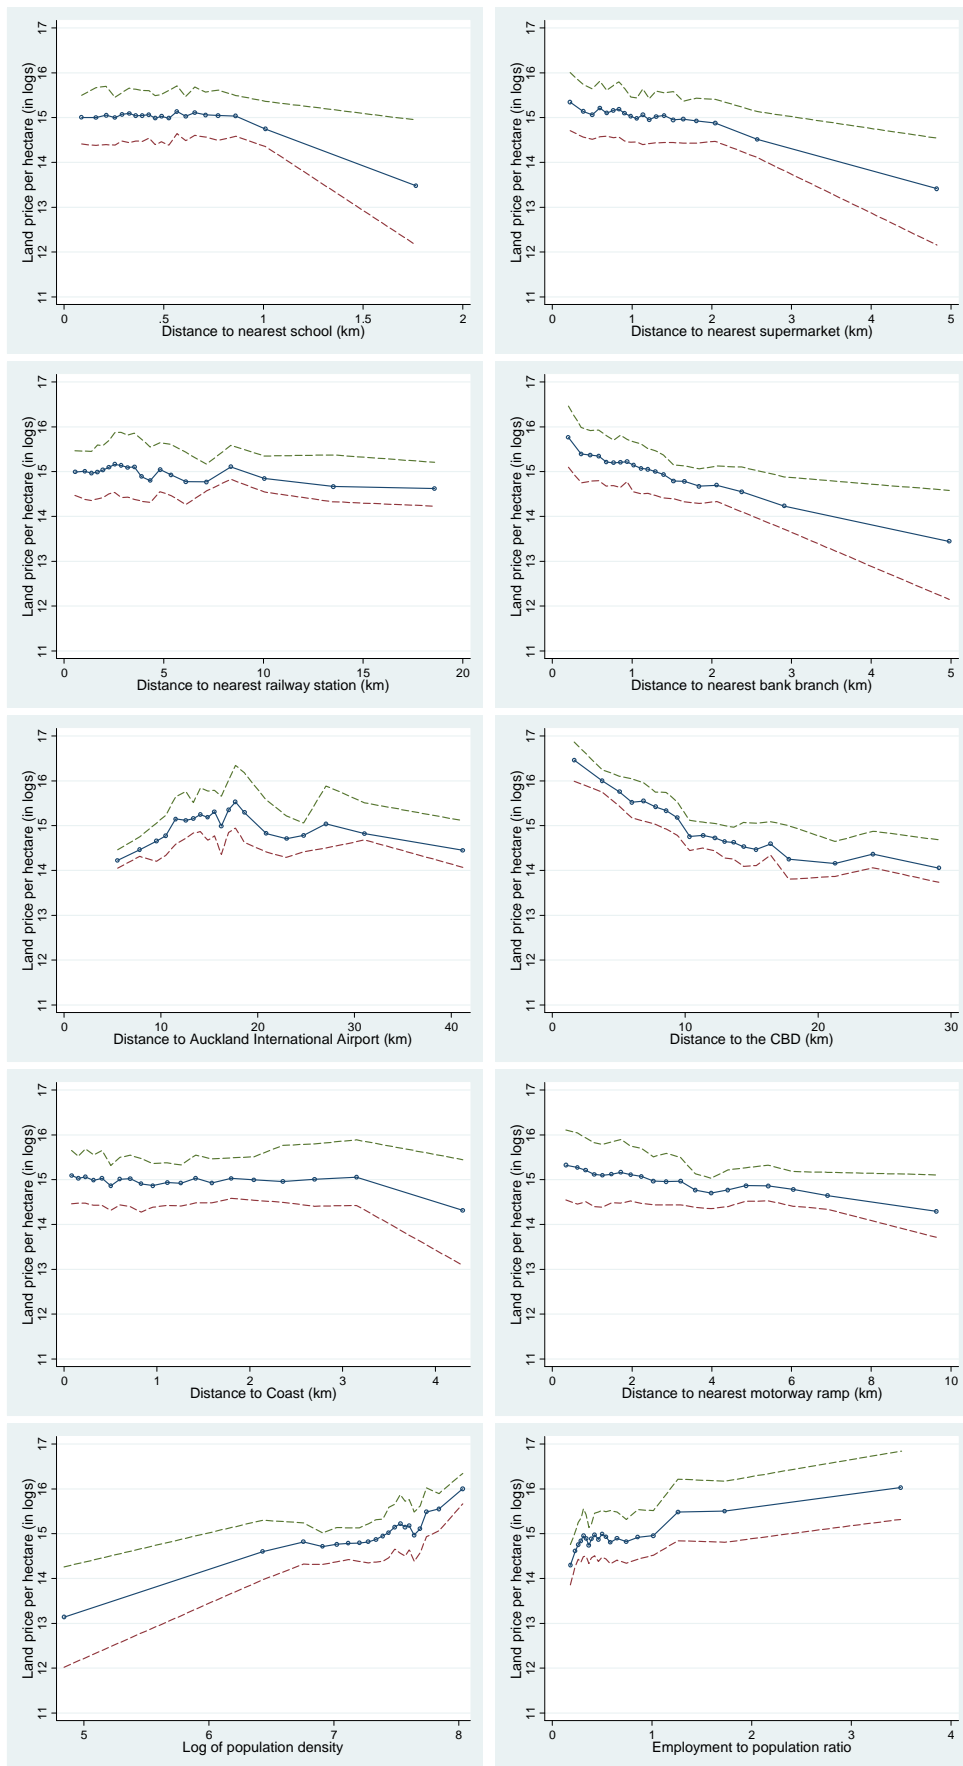 Land price per hectare (in logs)
17
16
15
14
13
12
11
0 .5 1 1.5 2
Distance to nearest school (km)
Land price per hectare (in logs)
17
16
15
14
13
12
11
0 1 2 3 4 5
Distance to nearest supermarket (km)
Land price per hectare (in logs)
17
16
15
14
13
12
11
0 5 10 15 20
Distance to nearest railway station (km)
Land price per hectare (in logs)
17
16
15
14
13
12
11
0 1 2 3 4 5
Distance to nearest bank branch (km)
Land price per hectare (in logs)
17
16
15
14
13
12
11
0 10 20 30 40
Distance to Auckland International Airport (km)
Land price per hectare (in logs)
17
16
15
14
13
12
11
0 10 20 30
Distance to the CBD (km)
Land price per hectare (in logs)
17
16
15
14
13
12
11
0 1 2 3 4
Distance to Coast (km)
Land price per hectare (in logs)
17
16
15
14
13
12
11
0 2 4 6 8 10
Distance to nearest motorway ramp (km)
Land price per hectare (in logs)
17
16
15
14
13
12
11
5 6 7 8
Log of population density
Land price per hectare (in logs)
17
16
15
14
13
12
11
0 1 2 3 4
Employment to population ratio